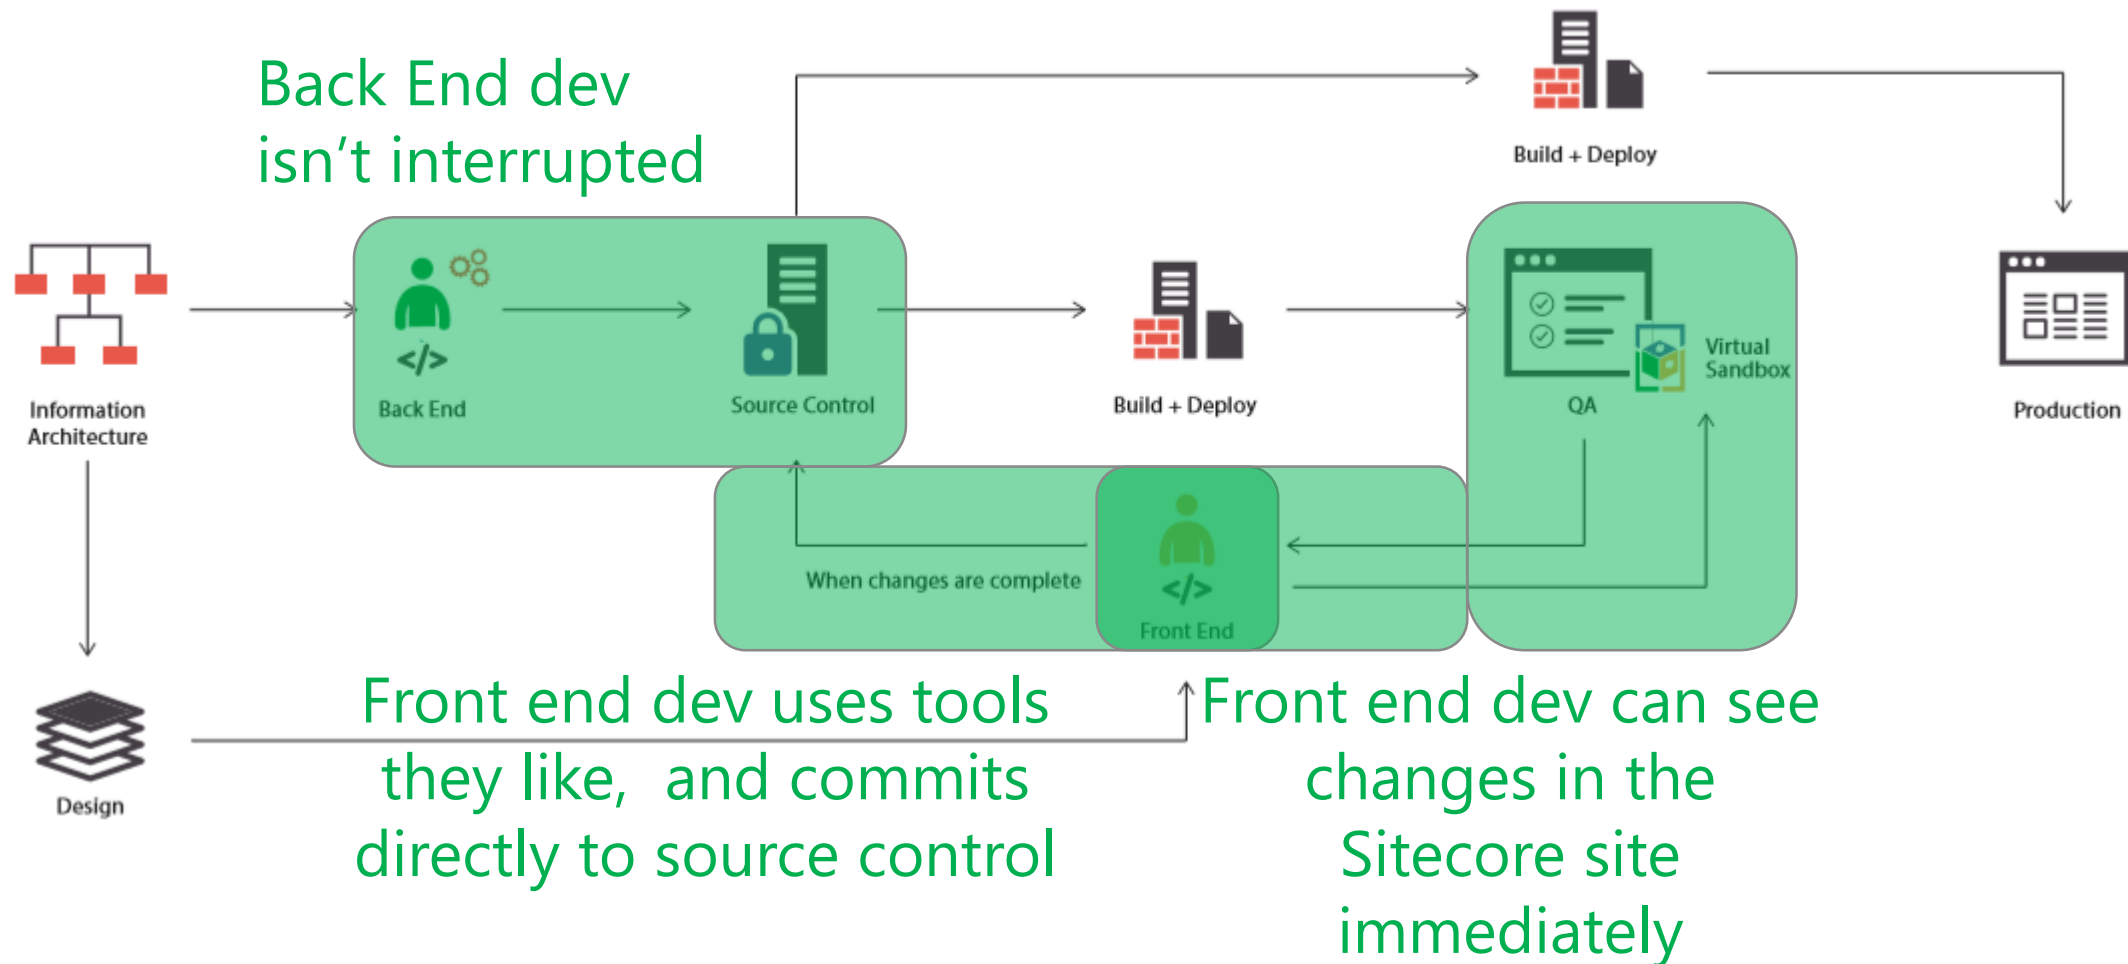 Back End dev
isn’t interrupted
Build + Deploy
Information
Architecture
</>
Back End
Source Control
Build + Deploy
QA
Virtual
Sandbox
Production
When changes are complete
</>
Front End
Design
Front end dev uses tools
they like, and commits
directly to source control
Front end dev can see
changes in the
Sitecore site
immediately